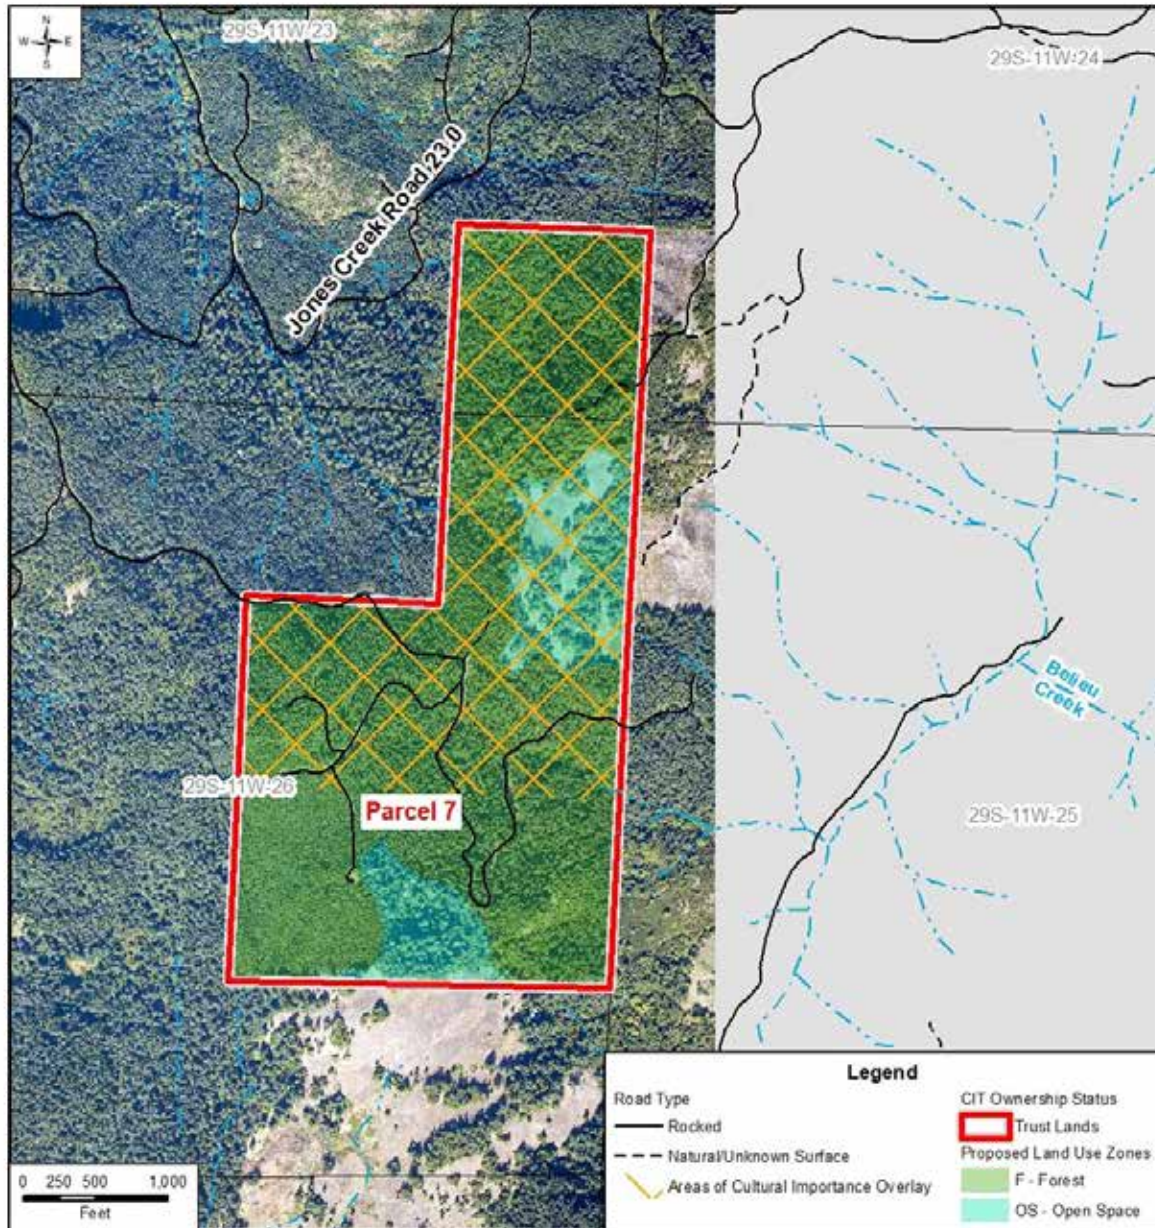 N
W E
S
29S-11W-23
29S-11W-24
Jones Creek Road 23.0
Belieu
Creek
29S-11W-26
Parcel 7
29S-11W-25
Legend
Road Type
Rocked
Natural/Unknown Surface
Areas of Cultural Importance Overlay
CIT Ownership Status
Trust Lands
Proposed Land Use Zones
F - Forest
OS - Open Space
0 250 500 1,000
Feet